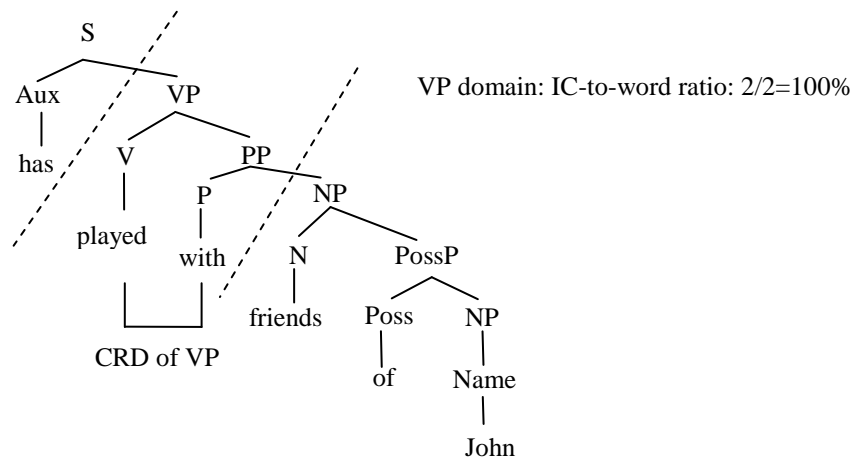 S
VP domain: IC-to-word ratio: 2/2=100%
Aux VP
has V PP
P NP
played with N PossP
friends Poss NP
CRD of VP
of Name
John